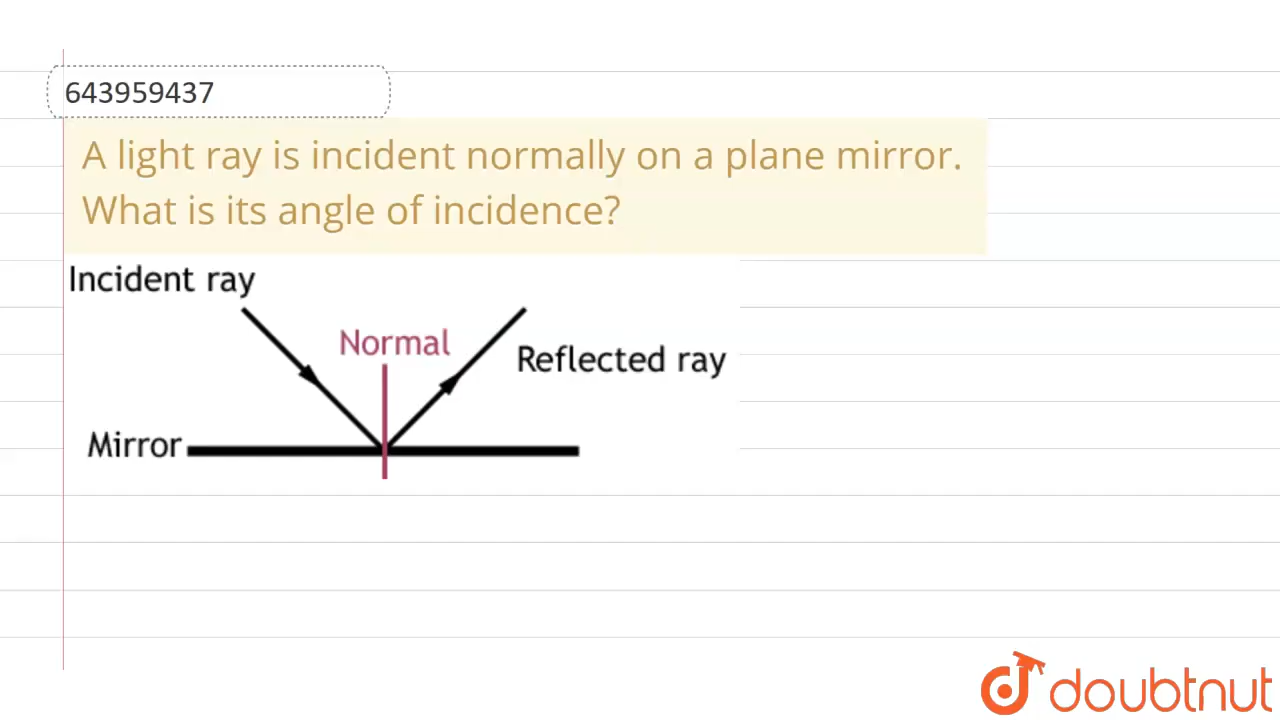 643959437
A light ray is incident normally on a plane mirror.
What is its angle of incidence?
Incident ray
Normal
Reflected ray
Mirror
doubtnut